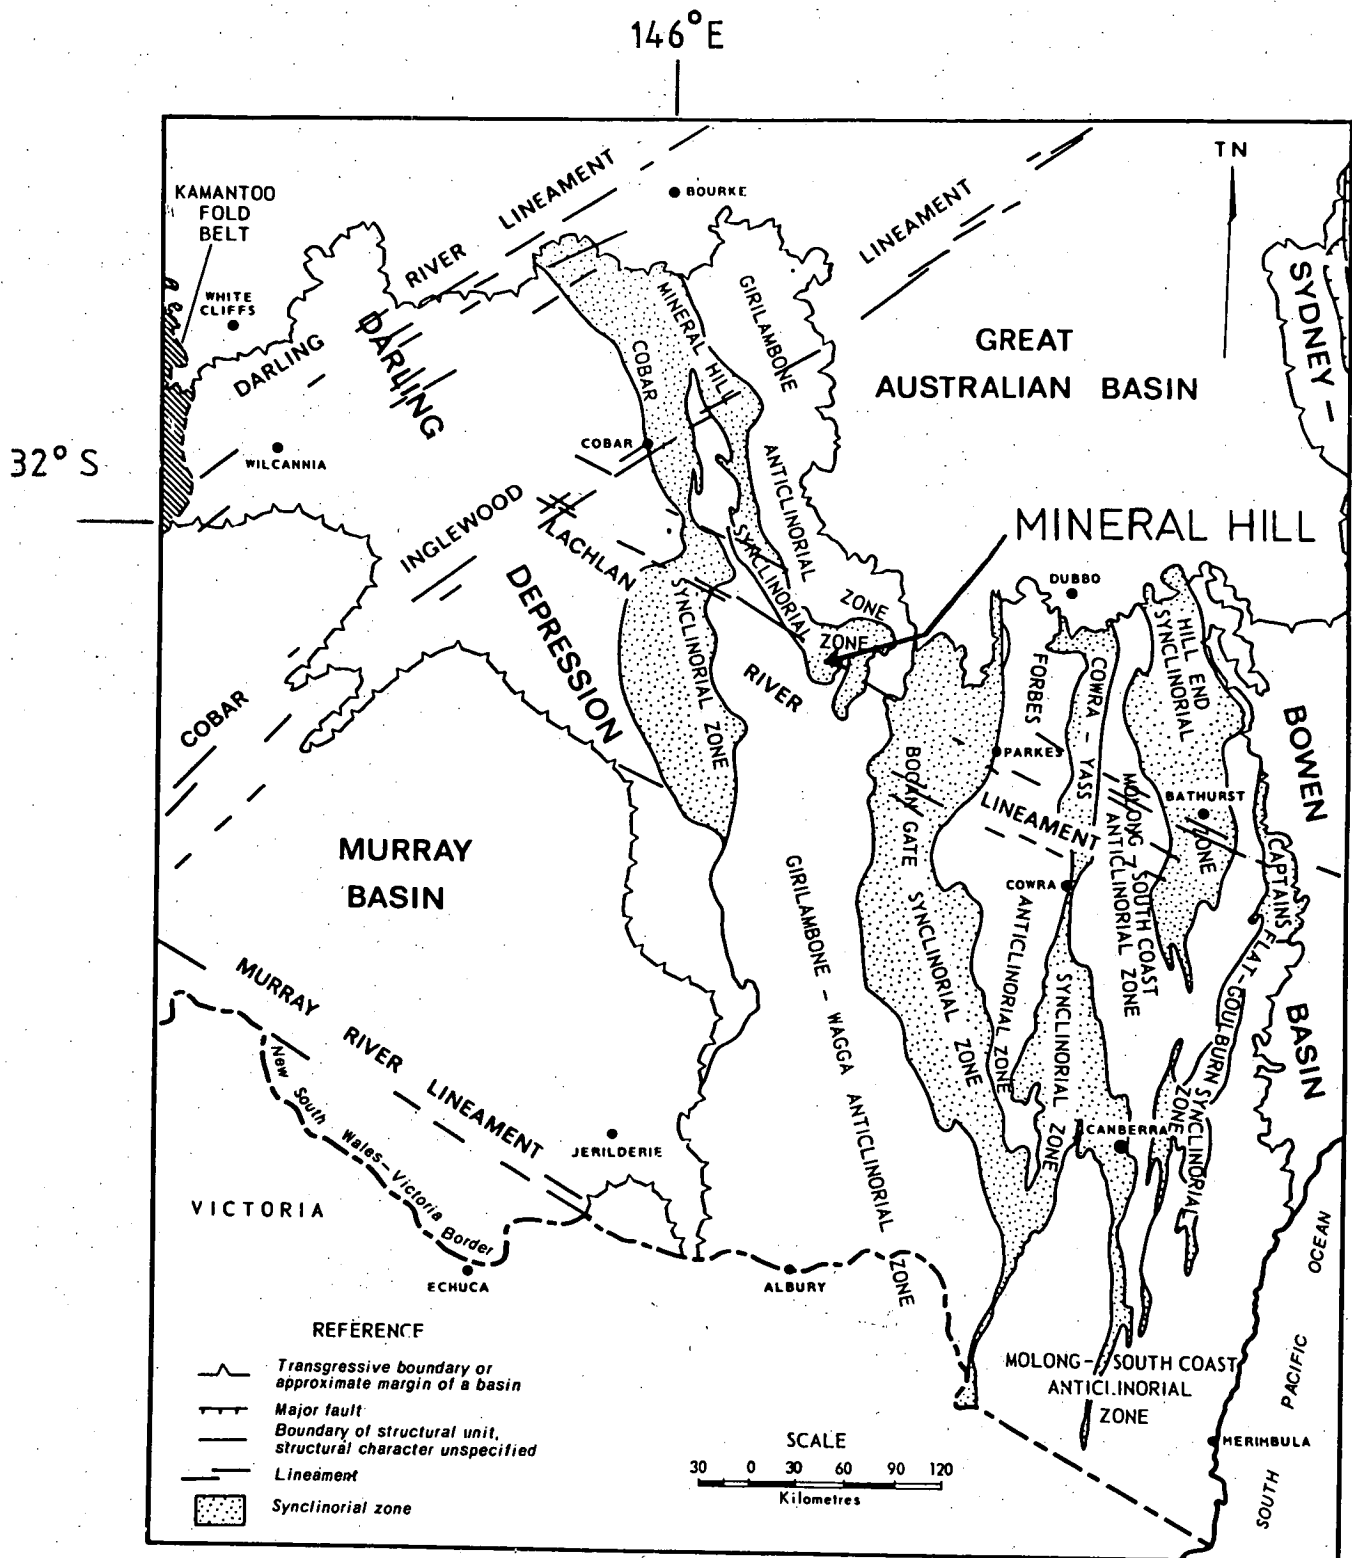 146°E
TN
KAMANTOO
FOLD
BELT
LINEAMENT
BOURKE
LINEAMENT
RIVER
WHITE
CLIFFS
SYDNEY –
MINERAL HILL
GIRILAMBONE
DARLING
DARLING
COBAR
GREAT
AUSTRALIAN BASIN
32° S
WILCANNIA
COBAR
ANTICLINORIAL
INGLEWOOD
LACHLAN
SYNCLINORIAL
MINERAL HILL
DEPRESSION
SYNCLINORIAL ZONE
ZONE
ZONE
DUBBO
HILL END
SYNCLINORIAL
ZONE
FORBES
COWRA – YASS
RIVER
COBAR
BOWEN
BOGAN GATE
PARKES
BATHURST
LINEAMENT
MOLONG – SOUTH COAST
ANTICLINORIAL ZONE
MURRAY
BASIN
CAPTAINS
FLAT-GOULBURN SYNCLINORIAL
ZONE
GIRILAMBONE – WAGGA ANTICLINORIAL
ZONE
COWRA
ANTICLINORIAL ZONE
SYNCLINORIAL ZONE
SYNCLINORIAL ZONE
BASIN
MURRAY
RIVER
LINEAMENT
New South Wales–Victoria Border
JERILDERIE
CANBERRA
VICTORIA
ECHUCA
ALBURY
OCEAN
PACIFIC
SOUTH
MOLONG – SOUTH COAST
ANTICLINORIAL
ZONE
MERIMBULA
REFERENCE
Transgressive boundary or
approximate margin of a basin
Major fault
Boundary of structural unit,
structural character unspecified
Lineament
Synclinorial zone
SCALE
30 0 30 60 90 120
Kilometres